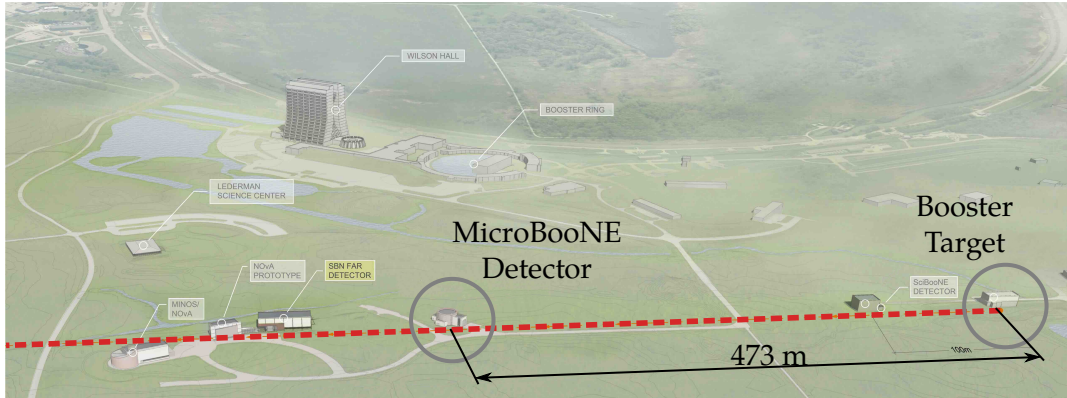 WILSON HALL
BOOSTER RING
LEDERMAN
SCIENCE CENTER
MicroBooNE
Detector
Booster
Target
NOvA
PROTOTYPE
SBN FAR
DETECTOR
SciBooNE
DETECTOR
MINOS/
NOvA
473 m
100m